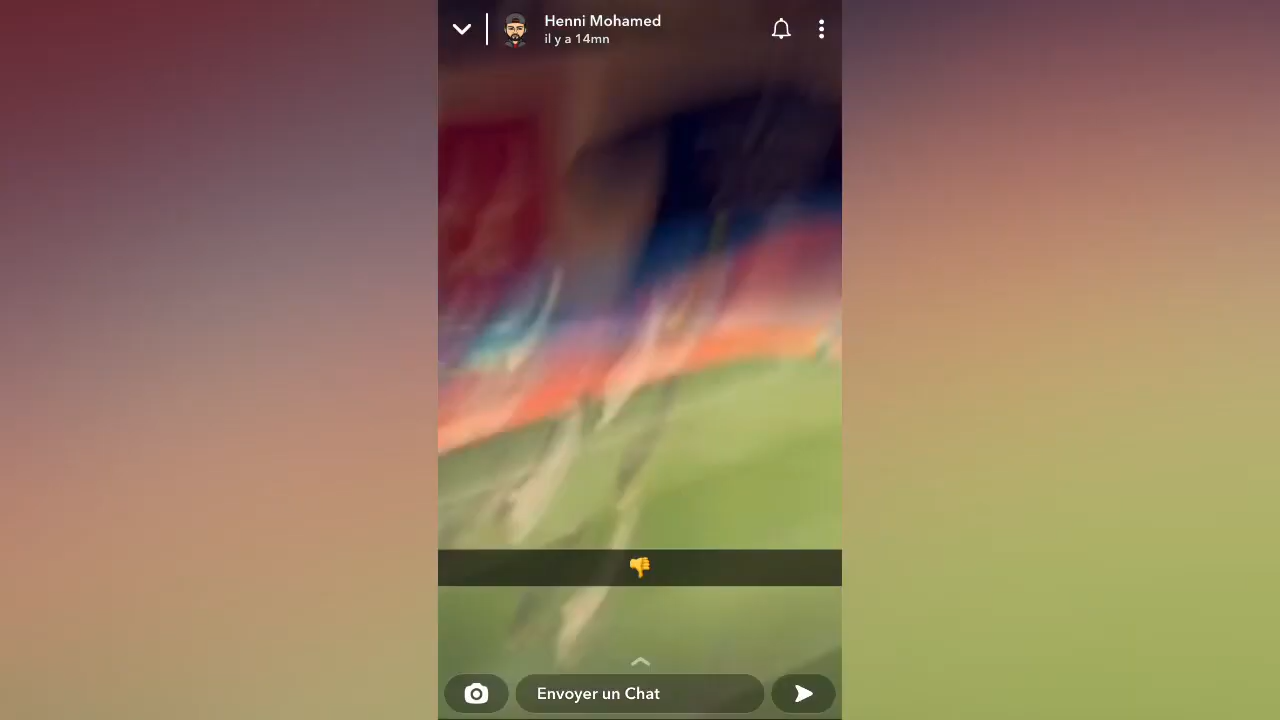 Henni Mohamed
il y a 14mn
👎
Envoyer un Chat